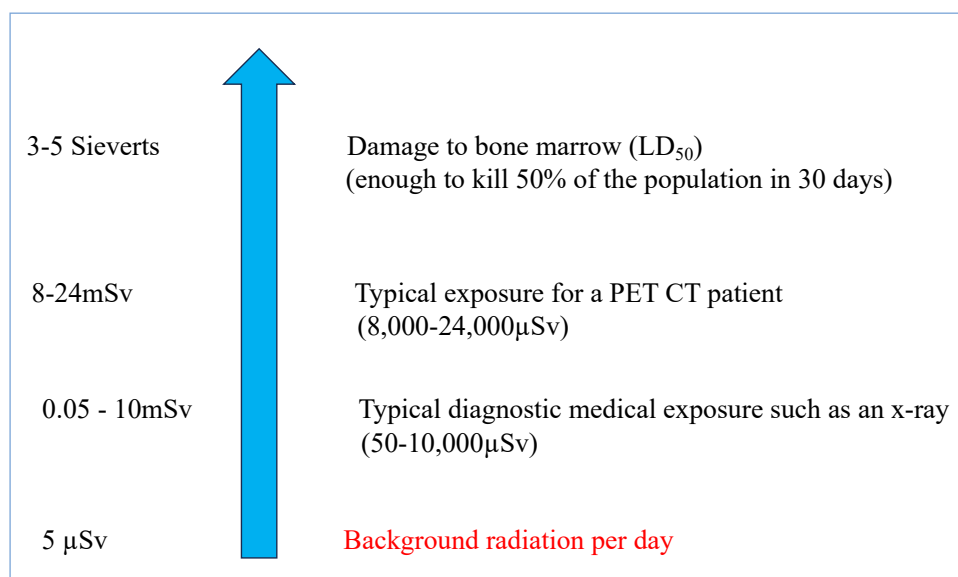 3-5 Sieverts Damage to bone marrow (LD₅₀)
(enough to kill 50% of the population in 30 days)
8-24mSv Typical exposure for a PET CT patient
(8,000-24,000µSv)
0.05 - 10mSv Typical diagnostic medical exposure such as an x-ray
(50-10,000µSv)
5 µSv Background radiation per day